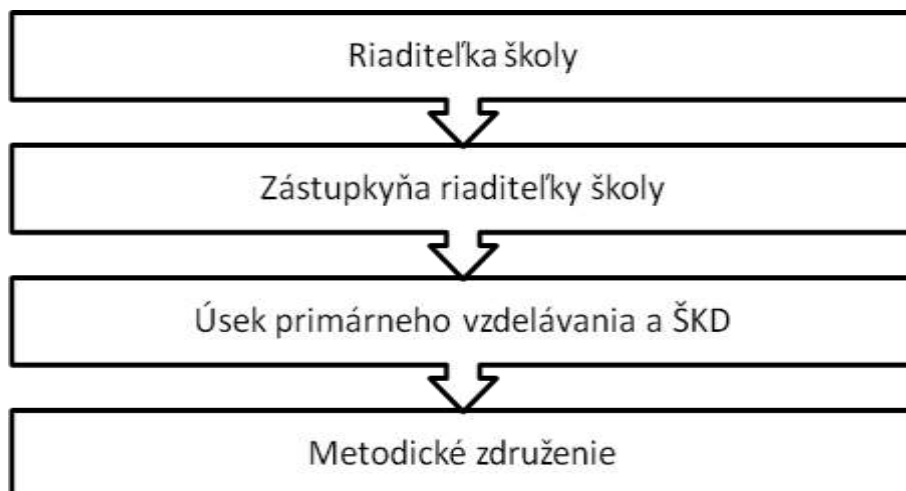 Riaditeľka školy
Zástupkyňa riaditeľky školy
Úsek primárneho vzdelávania a ŠKD
Metodické združenie